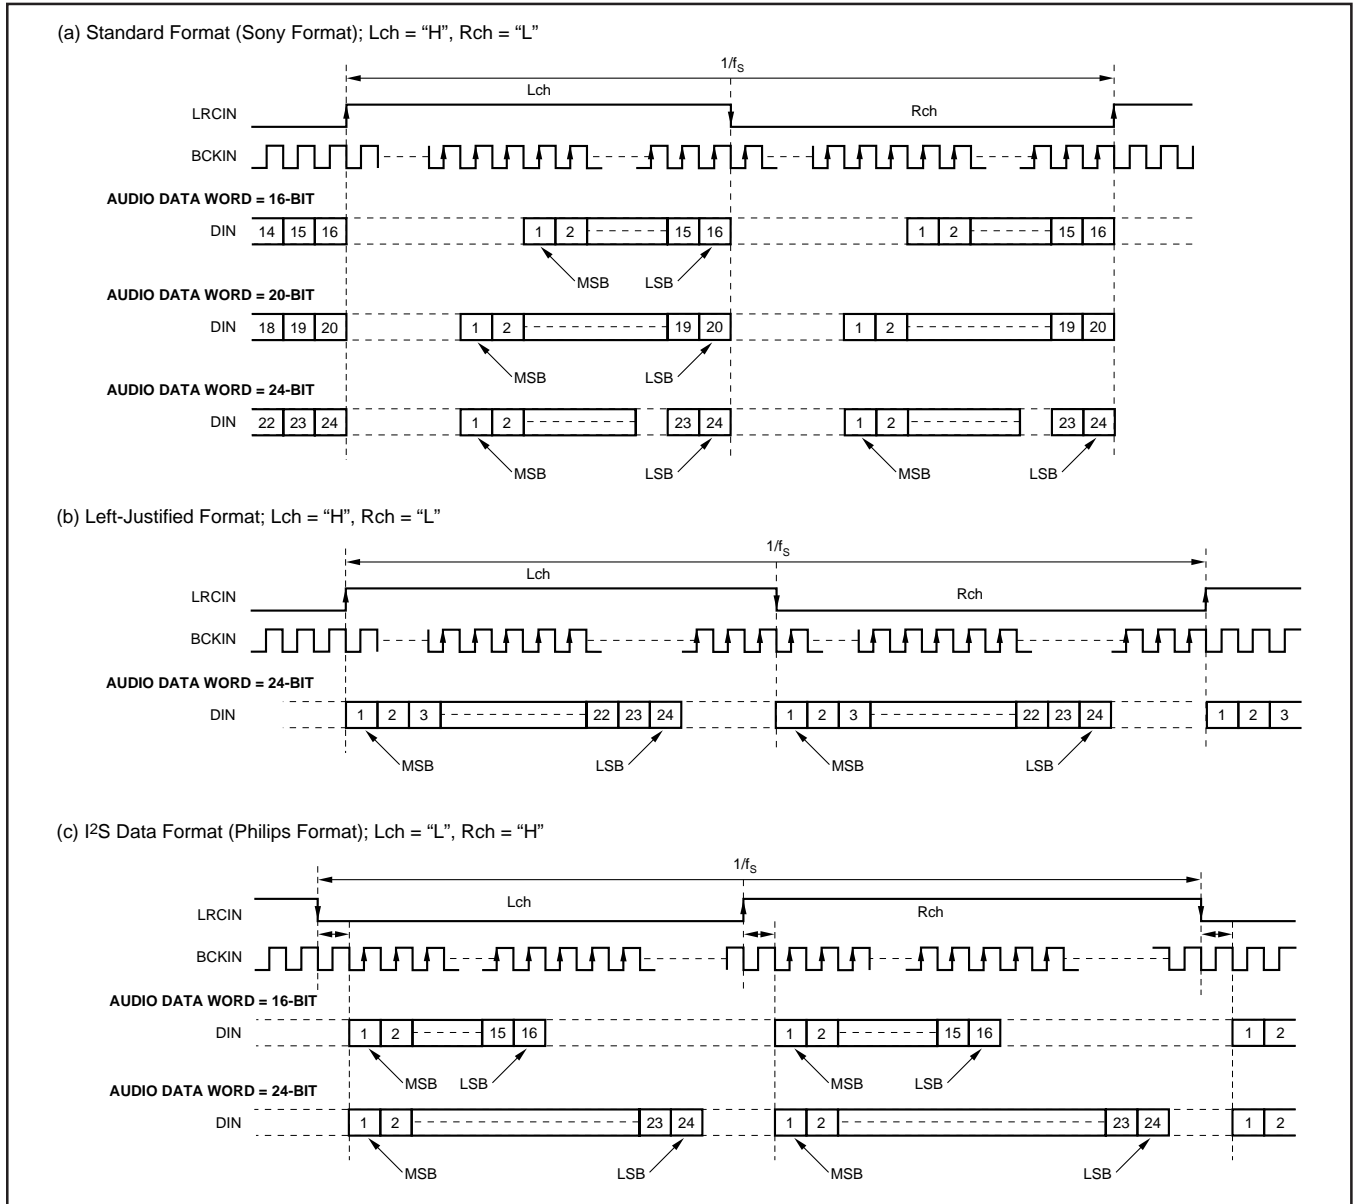 (a) Standard Format (Sony Format); Lch = “H”, Rch = “L”
1/fS
Lch
Rch
LRCIN
BCKIN
AUDIO DATA WORD = 16-BIT
DIN 14 15 16 1 2 15 16 1 2 15 16
MSB LSB
AUDIO DATA WORD = 20-BIT
DIN 18 19 20 1 2 19 20 1 2 19 20
MSB LSB MSB LSB
AUDIO DATA WORD = 24-BIT
DIN 22 23 24 1 2 23 24 1 2 23 24
MSB LSB MSB LSB
(b) Left-Justified Format; Lch = “H”, Rch = “L”
1/fS
Lch
Rch
LRCIN
BCKIN
AUDIO DATA WORD = 24-BIT
DIN 1 2 3 22 23 24 1 2 3 22 23 24 1 2 3
MSB LSB MSB LSB
(c) I2S Data Format (Philips Format); Lch = “L”, Rch = “H”
1/fS
Lch
Rch
LRCIN
BCKIN
AUDIO DATA WORD = 16-BIT
DIN 1 2 15 16 1 2 15 16 1 2
MSB LSB MSB LSB
AUDIO DATA WORD = 24-BIT
DIN 1 2 23 24 1 2 23 24 1 2
MSB LSB MSB LSB